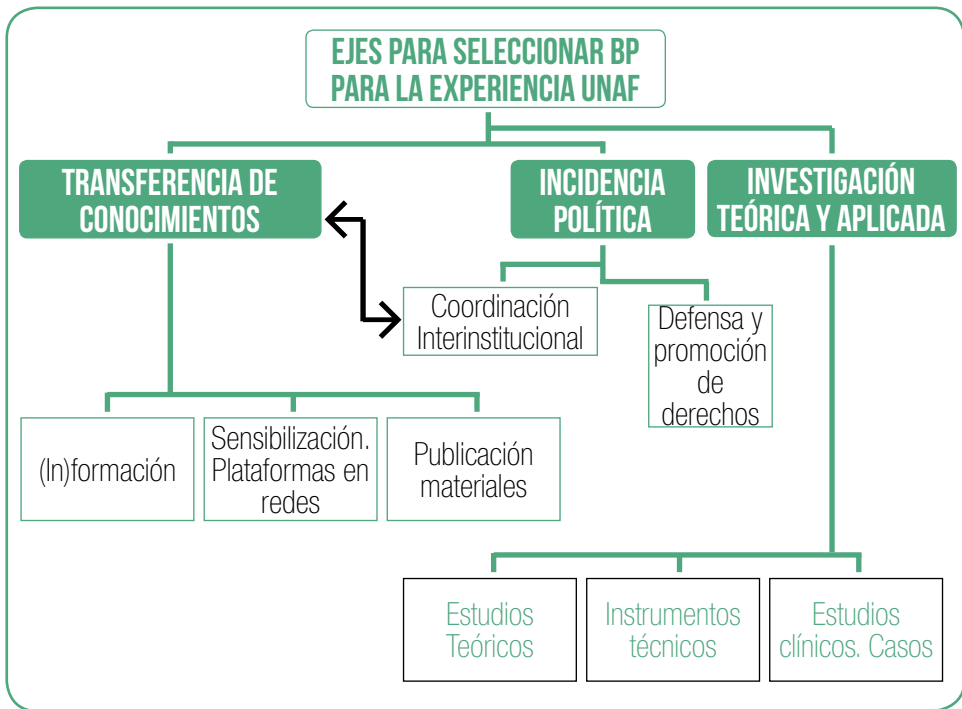 EJES PARA SELECCIONAR BP
PARA LA EXPERIENCIA UNAF
TRANSFERENCIA DE
CONOCIMIENTOS
INCIDENCIA
POLÍTICA
INVESTIGACIÓN
TEÓRICA Y APLICADA
Coordinación
Interinstitucional
Defensa y
promoción
de
derechos
(In)formación
Sensibilización.
Plataformas en
redes
Publicación
materiales
Estudios
Teóricos
Instrumentos
técnicos
Estudios
clínicos. Casos